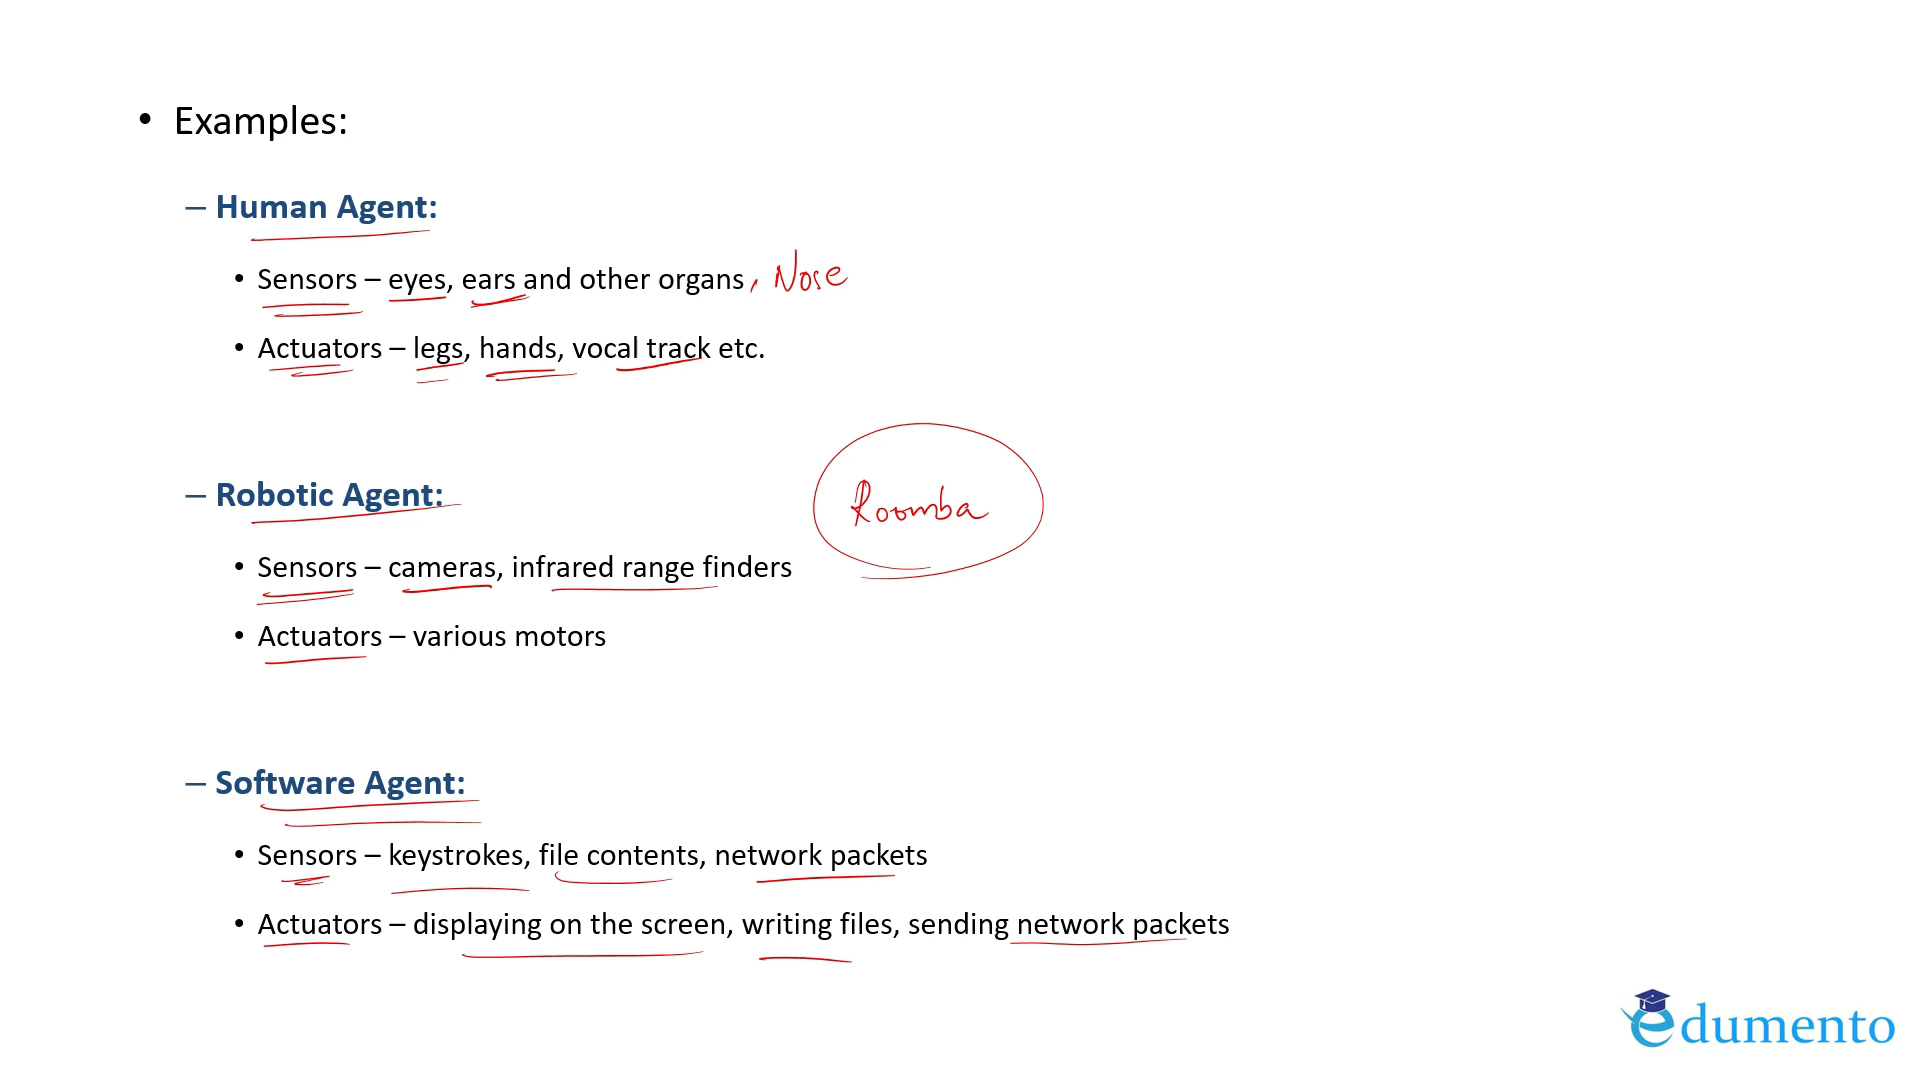 • Examples:
– Human Agent:
• Sensors – eyes, ears and other organs, Nose
• Actuators – legs, hands, vocal track etc.
Roomba
– Robotic Agent:
• Sensors – cameras, infrared range finders
• Actuators – various motors
– Software Agent:
• Sensors – keystrokes, file contents, network packets
• Actuators – displaying on the screen, writing files, sending network packets
edumento